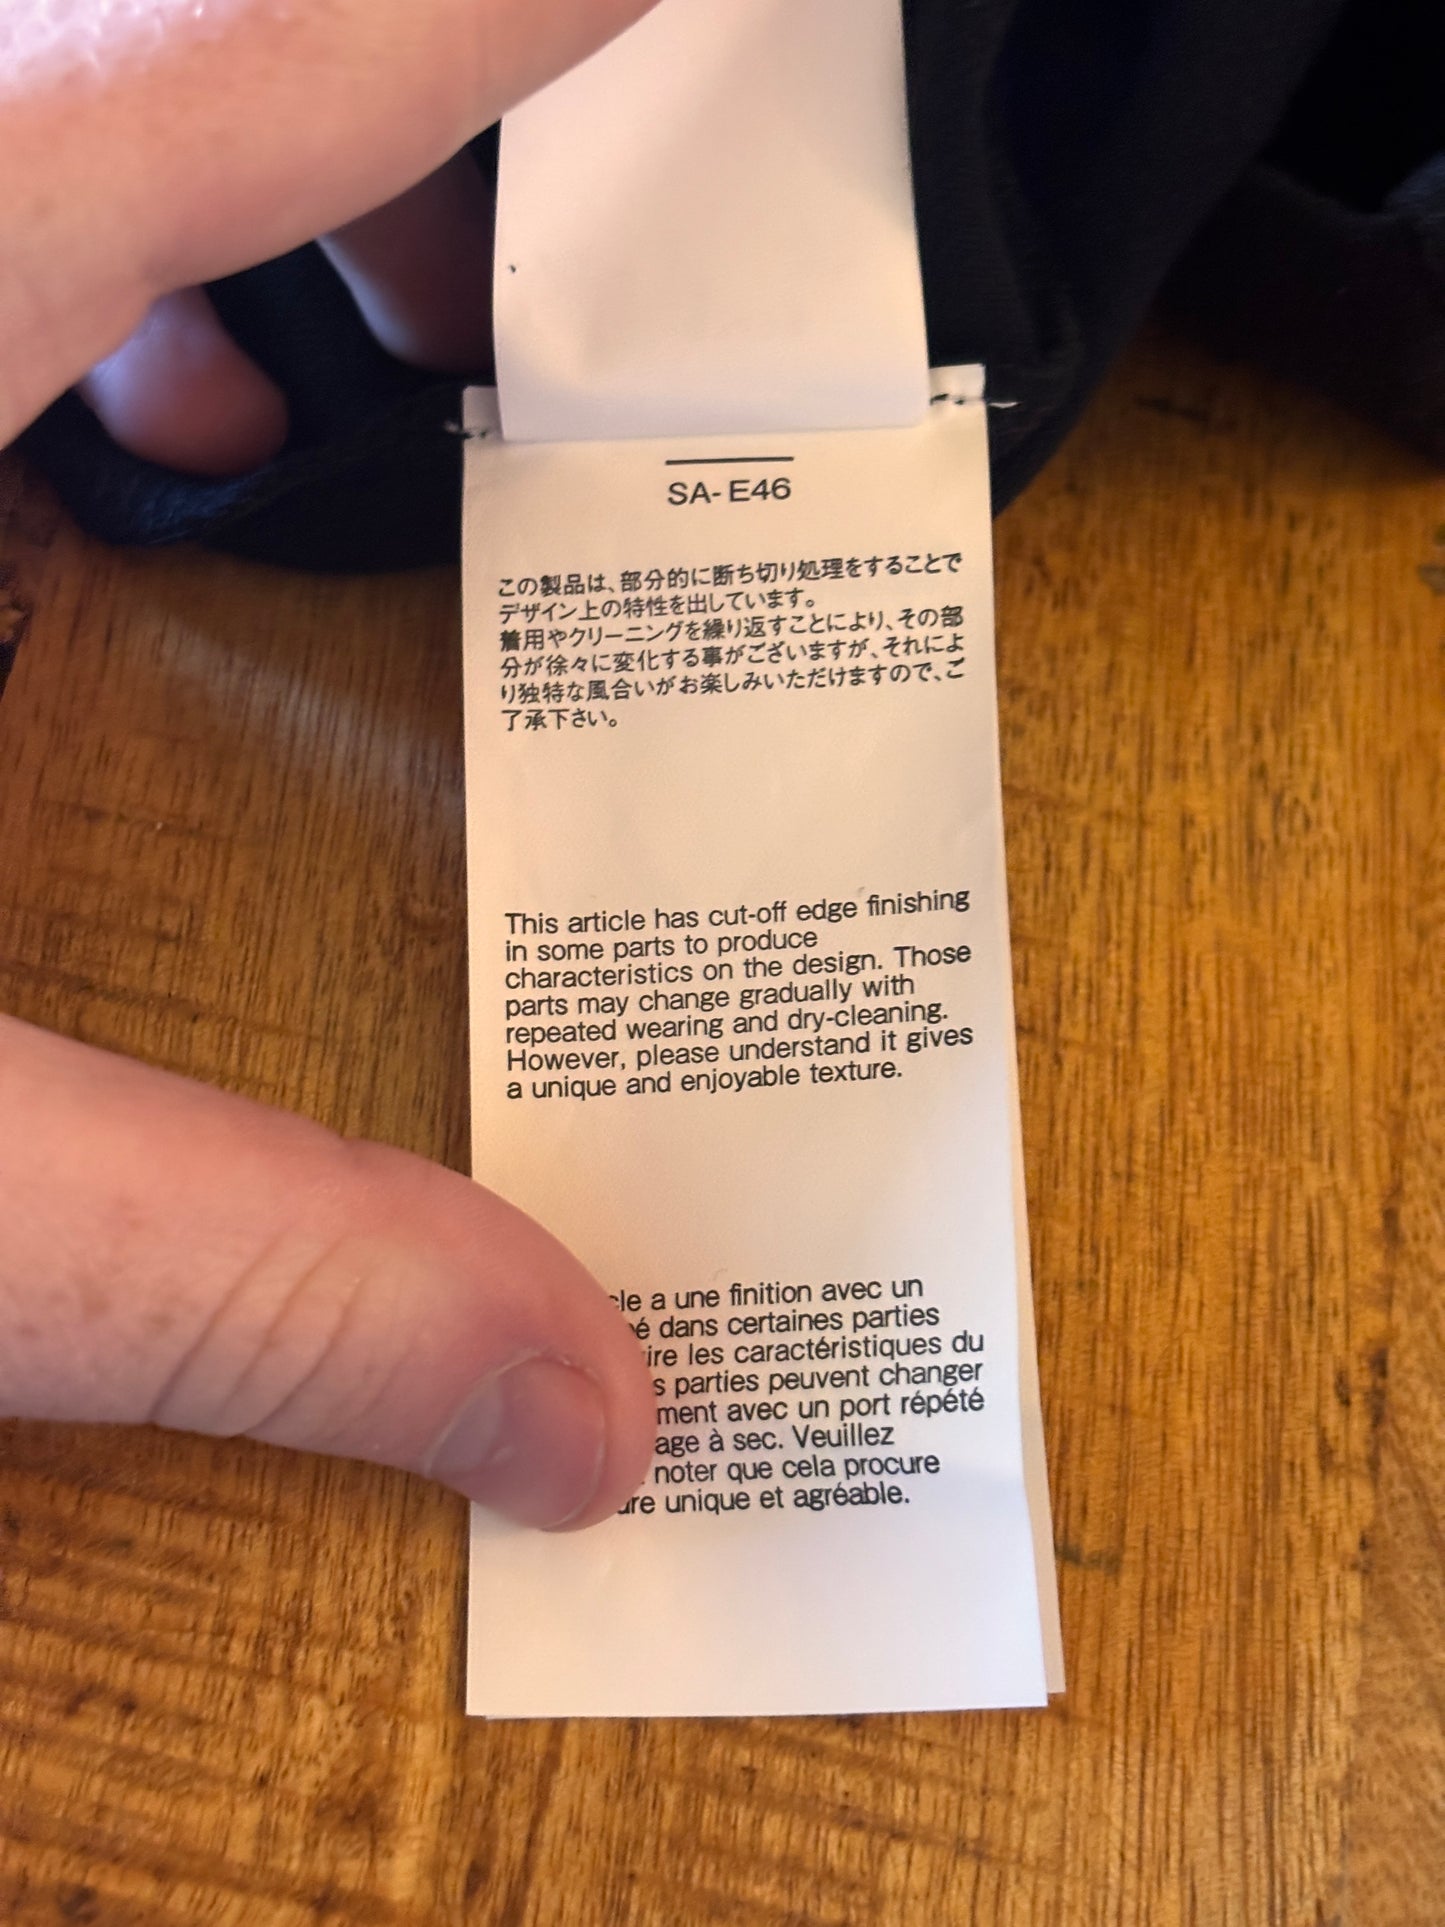 SA- E46
この製品は、部分的に断ち切り処理をすることで
デザイン上の特性を出しています。
着用やクリーニングを繰り返すことにより、その部
分が徐々に変化する事がございますが、それによ
り独特な風合いがお楽しみいただけますので、ご
了承下さい。
This article has cut-off edge finishing
in some parts to produce
characteristics on the design. Those
parts may change gradually with
repeated wearing and dry-cleaning.
However, please understand it gives
a unique and enjoyable texture.
a une finition avec un
dans certaines parties
les caractéristiques du
parties peuvent changer
avec un port répété
à sec. Veuillez
noter que cela procure
unique et agréable.